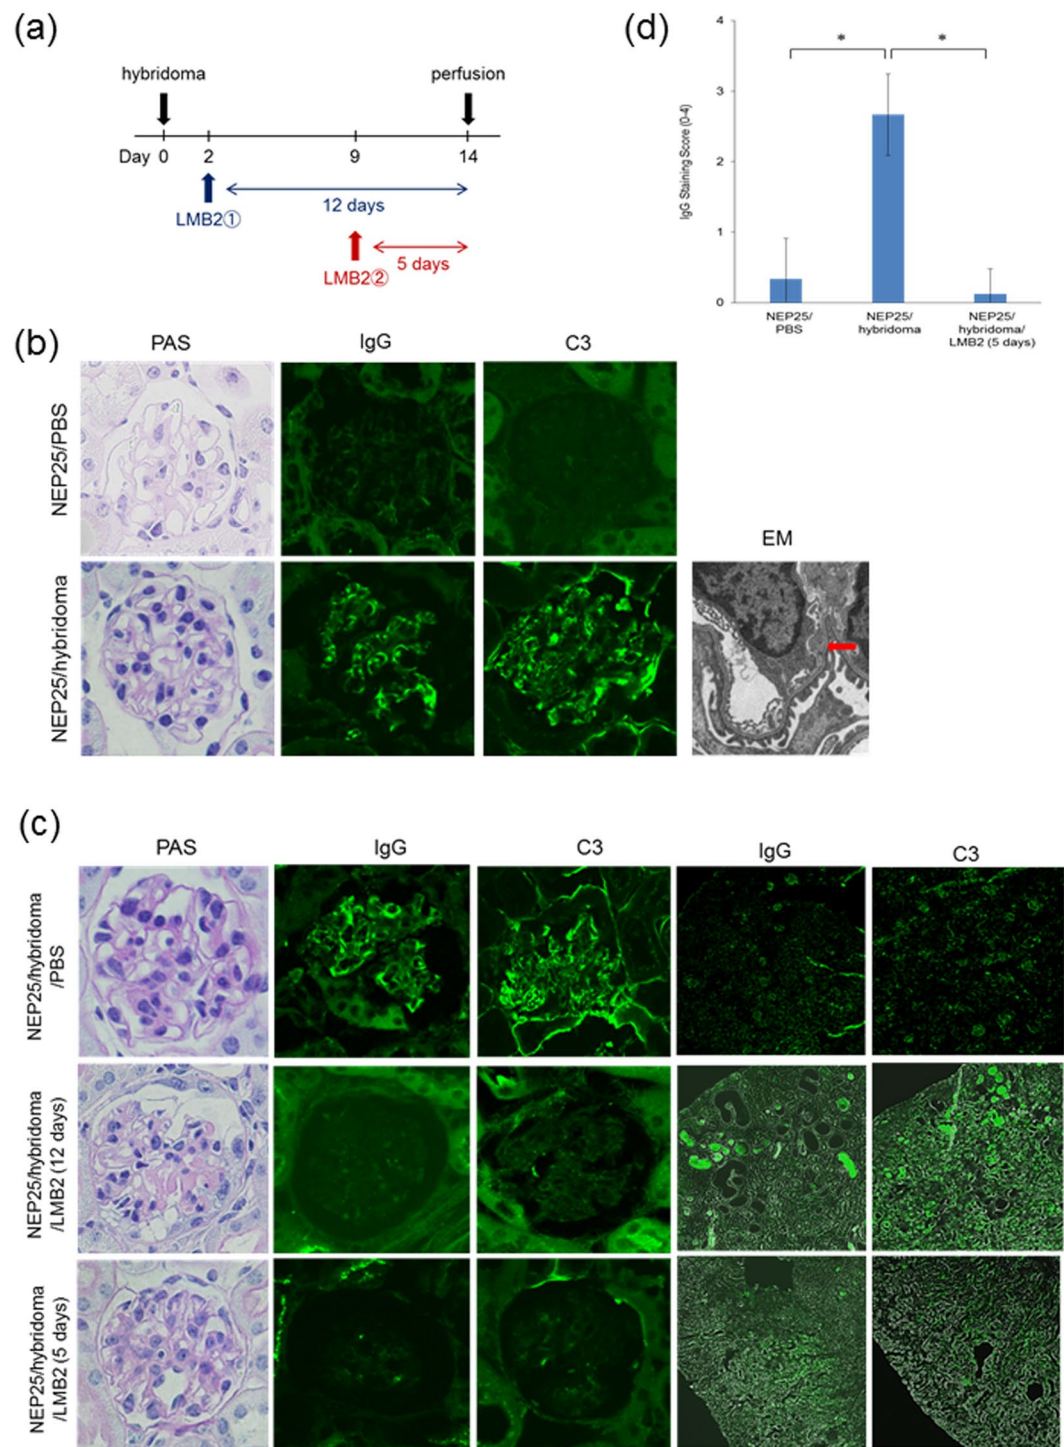 (a)
hybridoma
perfusion
Day 0 2 9 14
12 days
LMB2①
5 days
LMB2②
(d)
4
3
2
1
0
IgG Staining Score (0-4)
* *
NEP25/
PBS
NEP25/
hybridoma
NEP25/
hybridoma/
LMB2 (5 days)
(b)
PAS IgG C3
NEP25/PBS
EM
NEP25/hybridoma
(c)
PAS IgG C3 IgG C3
NEP25/hybridoma
/PBS
NEP25/hybridoma
/LMB2 (12 days)
NEP25/hybridoma
/LMB2 (5 days)